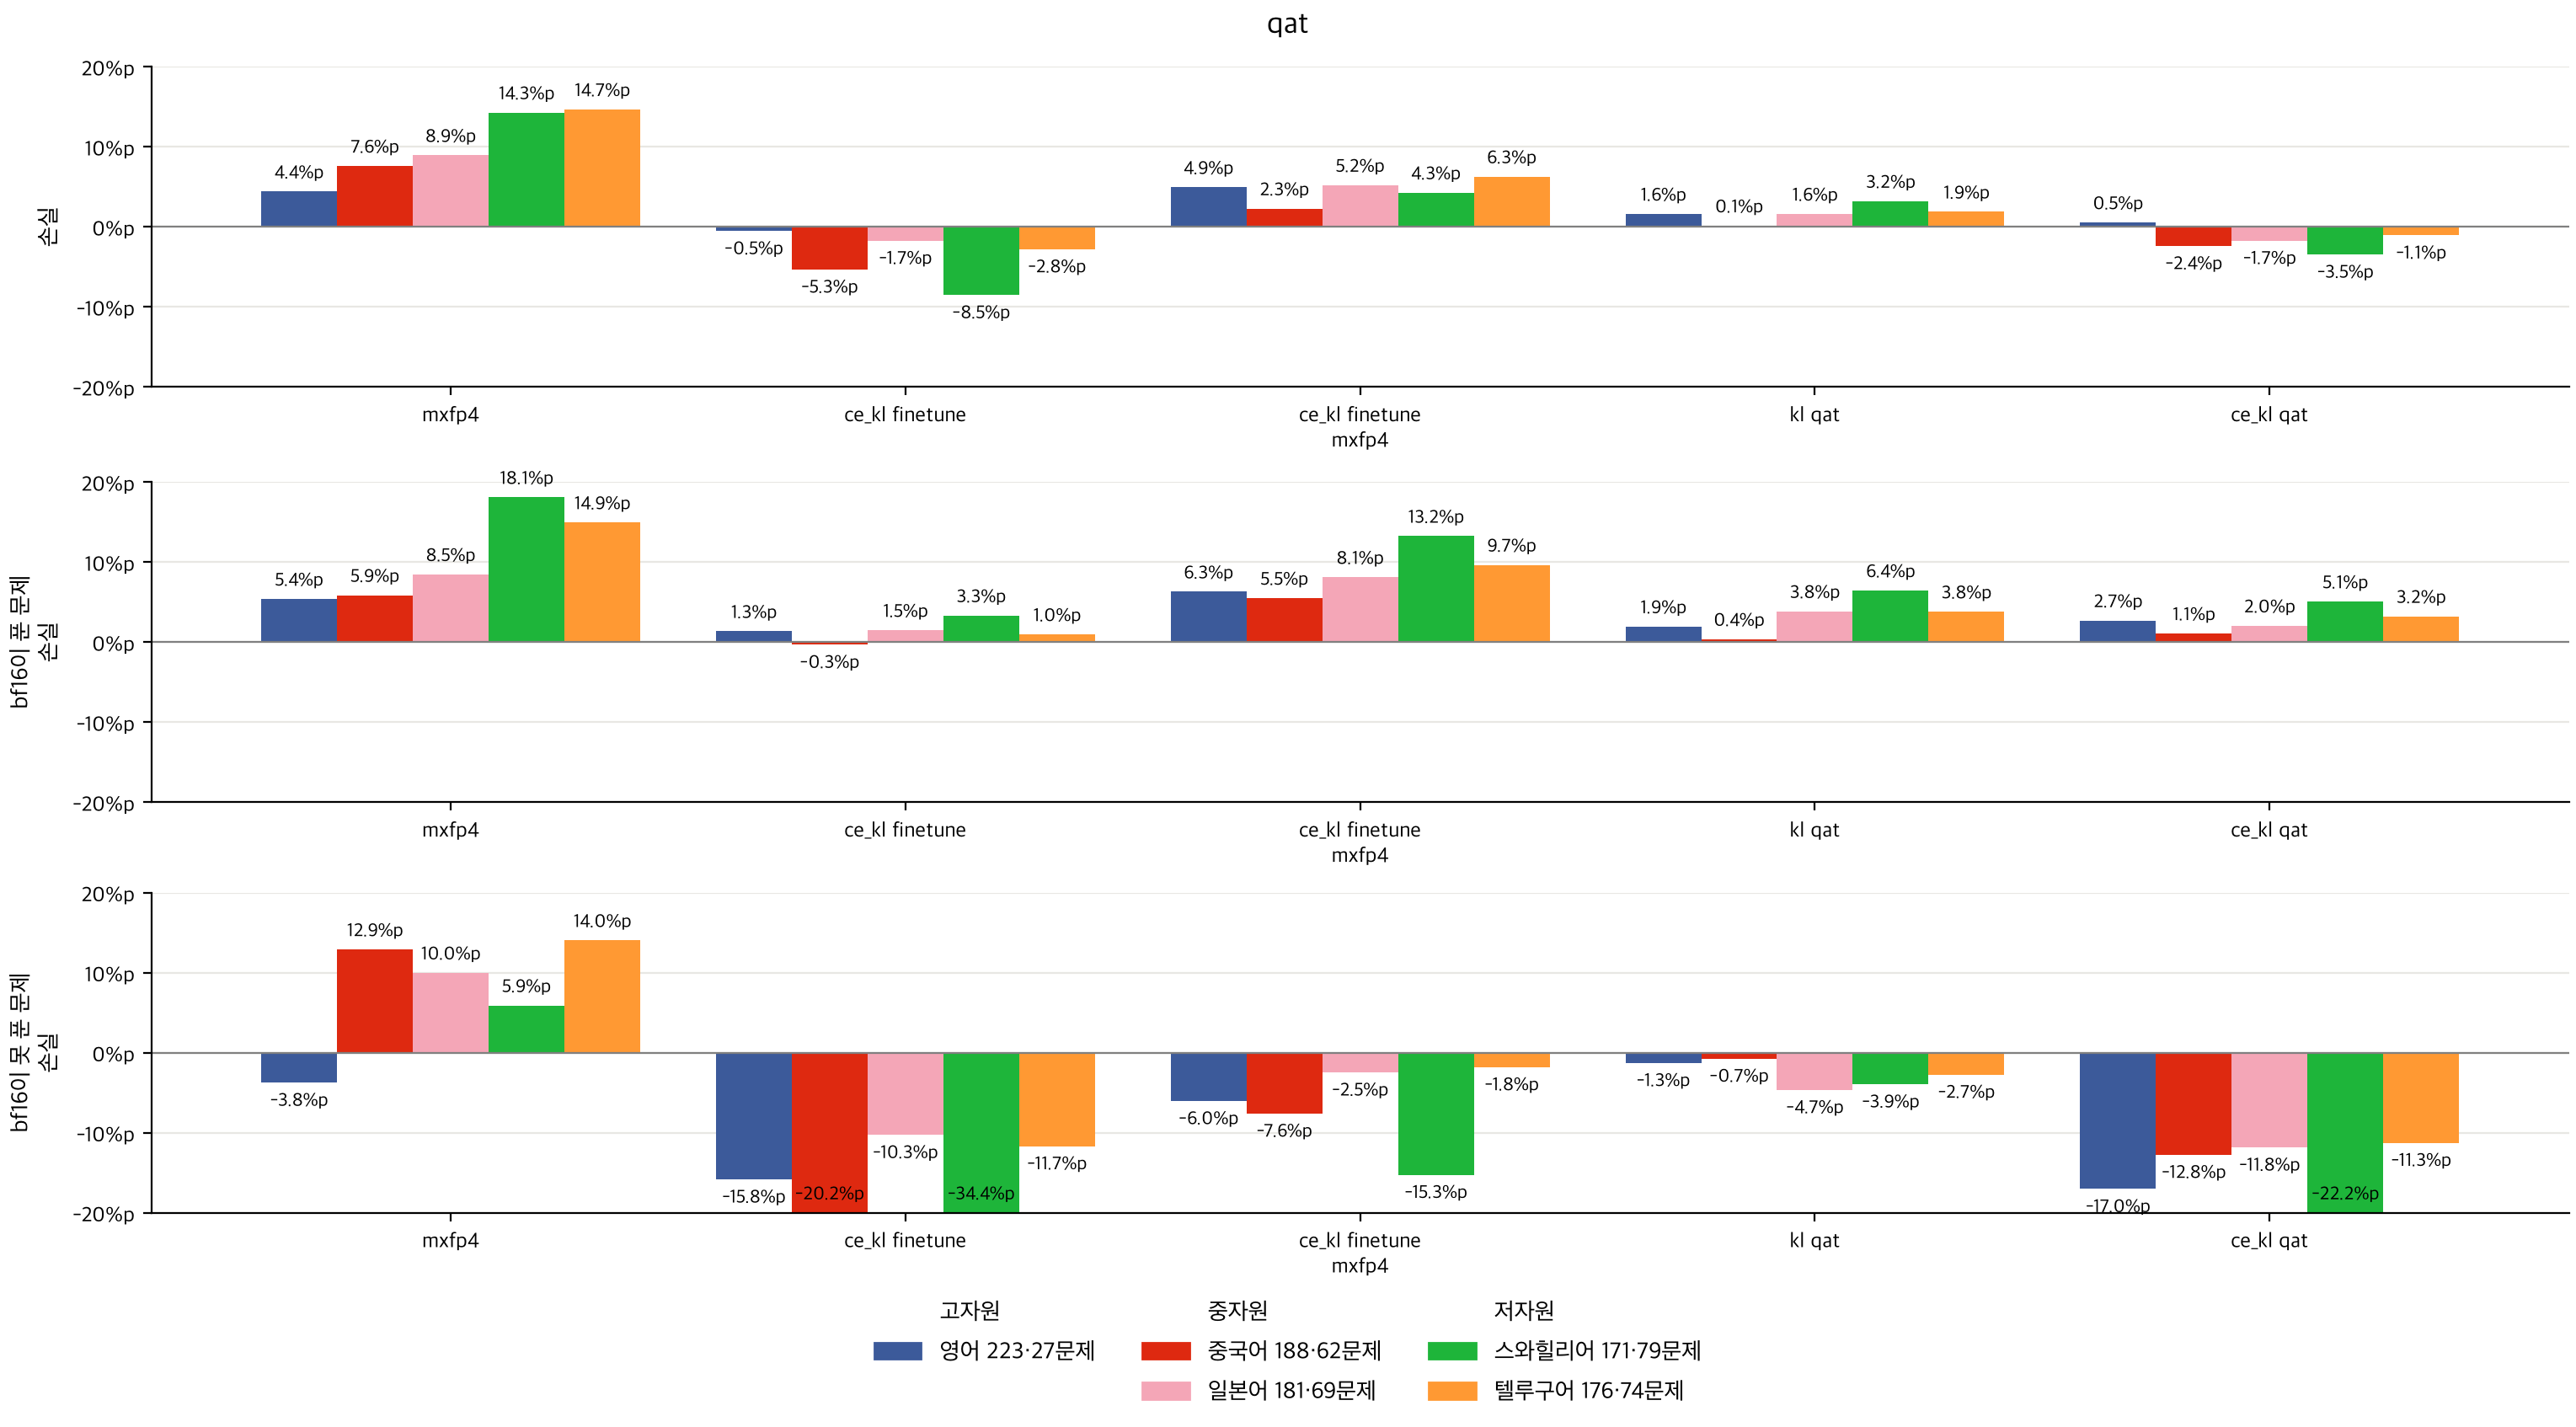 qat
손실
20%p
10%p
0%p
-10%p
-20%p
4.4%p
7.6%p
8.9%p
14.3%p
14.7%p
-0.5%p
-5.3%p
-1.7%p
-8.5%p
-2.8%p
4.9%p
2.3%p
5.2%p
4.3%p
6.3%p
1.6%p
0.1%p
1.6%p
3.2%p
1.9%p
0.5%p
-2.4%p
-1.7%p
-3.5%p
-1.1%p
mxfp4
ce_kl finetune
ce_kl finetune
mxfp4
kl qat
ce_kl qat
bf16이 푼 문제
손실
20%p
10%p
0%p
-10%p
-20%p
5.4%p
5.9%p
8.5%p
18.1%p
14.9%p
1.3%p
-0.3%p
1.5%p
3.3%p
1.0%p
6.3%p
5.5%p
8.1%p
13.2%p
9.7%p
1.9%p
0.4%p
3.8%p
6.4%p
3.8%p
2.7%p
1.1%p
2.0%p
5.1%p
3.2%p
mxfp4
ce_kl finetune
ce_kl finetune
mxfp4
kl qat
ce_kl qat
bf16이 못 푼 문제
손실
20%p
10%p
0%p
-10%p
-20%p
-3.8%p
12.9%p
10.0%p
5.9%p
14.0%p
-15.8%p
-20.2%p
-10.3%p
-34.4%p
-11.7%p
-6.0%p
-7.6%p
-2.5%p
-15.3%p
-1.8%p
-1.3%p
-0.7%p
-4.7%p
-3.9%p
-2.7%p
-17.0%p
-12.8%p
-11.8%p
-22.2%p
-11.3%p
mxfp4
ce_kl finetune
ce_kl finetune
mxfp4
kl qat
ce_kl qat
고자원
영어 223·27문제
중자원
중국어 188·62문제
일본어 181·69문제
저자원
스와힐리어 171·79문제
텔루구어 176·74문제